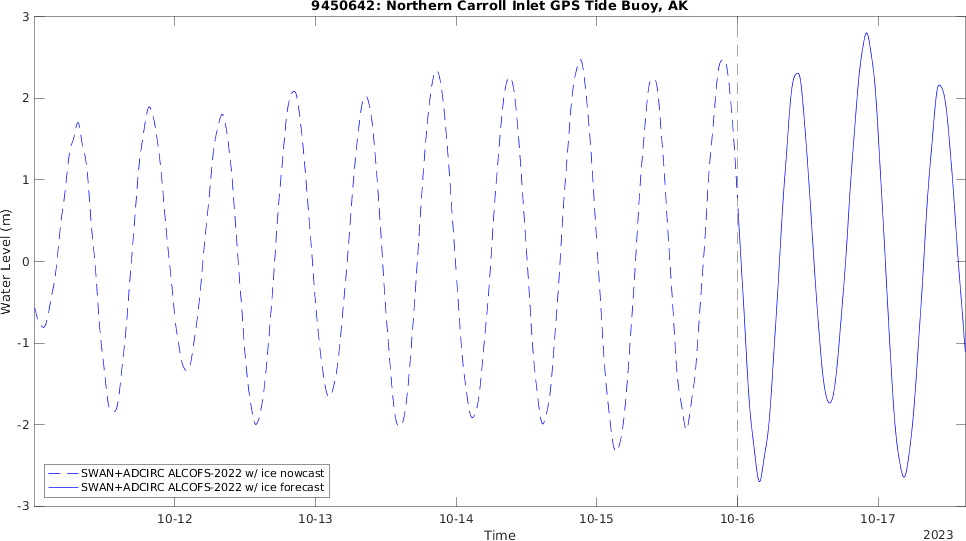 9450642: Northern Carroll Inlet GPS Tide Buoy, AK
3
2
1
0
-1
-2
-3
Water Level (m)
SWAN+ADCIRC ALCOFS-2022 w/ ice nowcast
SWAN+ADCIRC ALCOFS-2022 w/ ice forecast
10-12 10-13 10-14 10-15 10-16 10-17
Time
2023